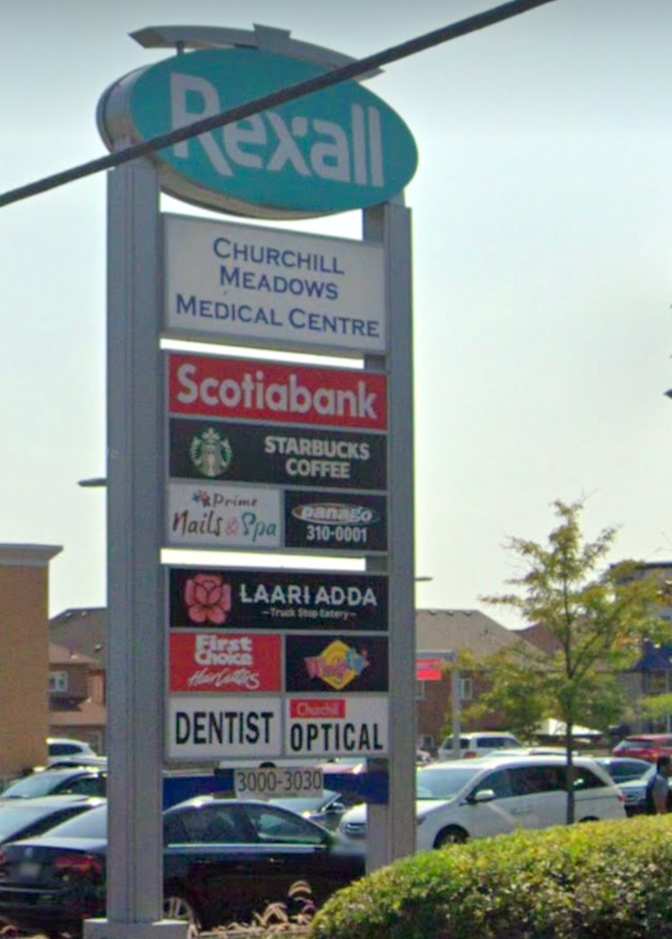 Rexall
CHURCHILL
MEADOWS
MEDICAL CENTRE
Scotiabank
STARBUCKS
COFFEE
Prime
Nails & Spa
panago
310-0001
LAARI ADDA
—Truck Stop Eatery—
First
Choice
HairCutters
DENTIST
Churchill
OPTICAL
3000-3030